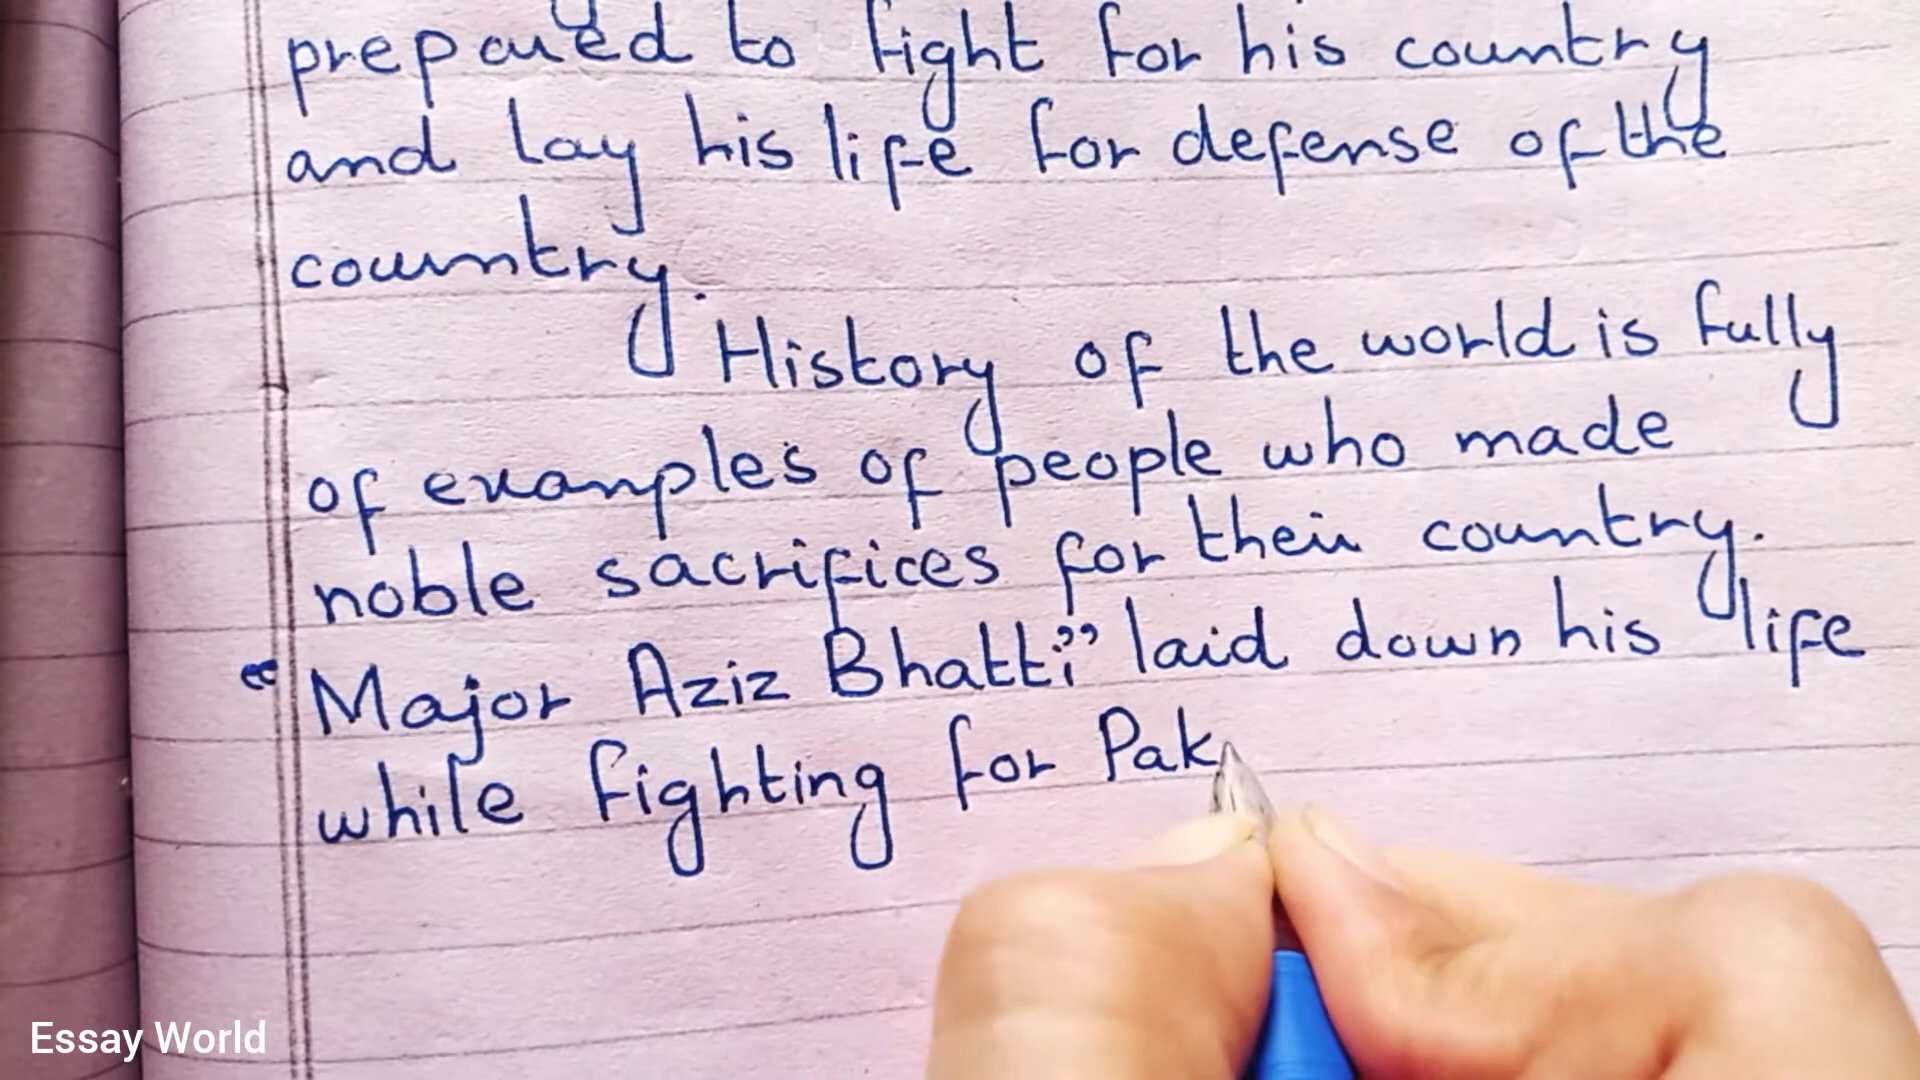 prepared to fight for his country
and lay his life for defense of the
country.
History of the world is fully
of examples of people who made
noble sacrifices for their country.
“Major Aziz Bhatti” laid down his life
while fighting for Pak
Essay World